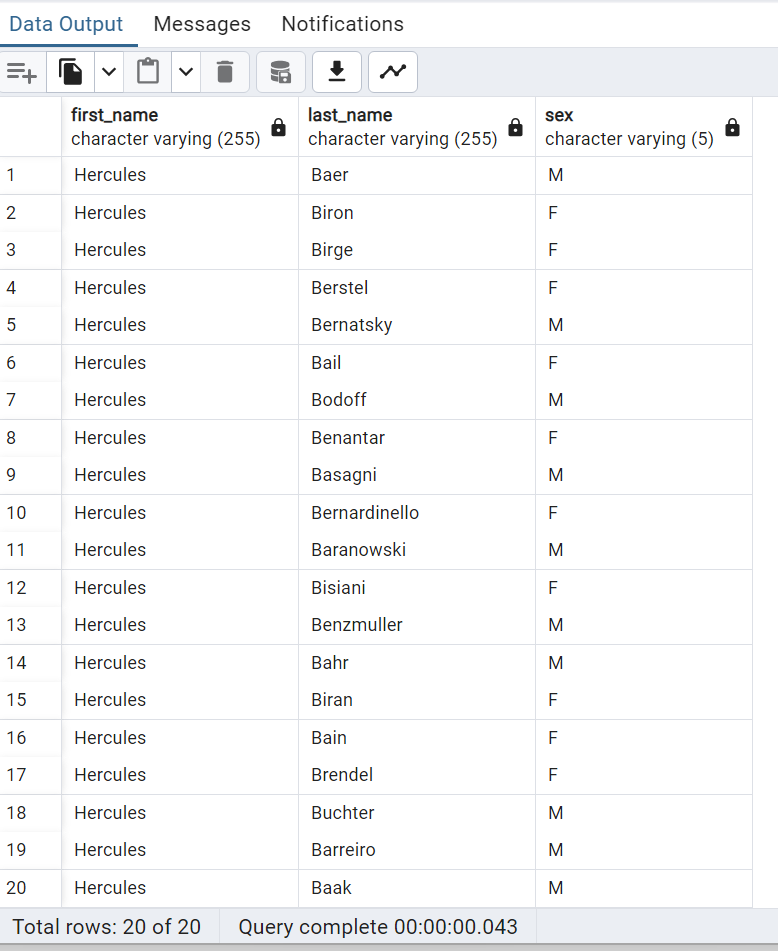 Data Output Messages Notifications
first_name last_name sex
character varying (255) character varying (255) character varying (5)
1 Hercules Baer M
2 Hercules Biron F
3 Hercules Birge F
4 Hercules Berstel F
5 Hercules Bernatsky M
6 Hercules Bail F
7 Hercules Bodoff M
8 Hercules Benantar F
9 Hercules Basagni M
10 Hercules Bernardinello F
11 Hercules Baranowski M
12 Hercules Bisiani F
13 Hercules Benzmuller M
14 Hercules Bahr M
15 Hercules Biran F
16 Hercules Bain F
17 Hercules Brendel F
18 Hercules Buchter M
19 Hercules Barreiro M
20 Hercules Baak M
Total rows: 20 of 20 Query complete 00:00:00.043